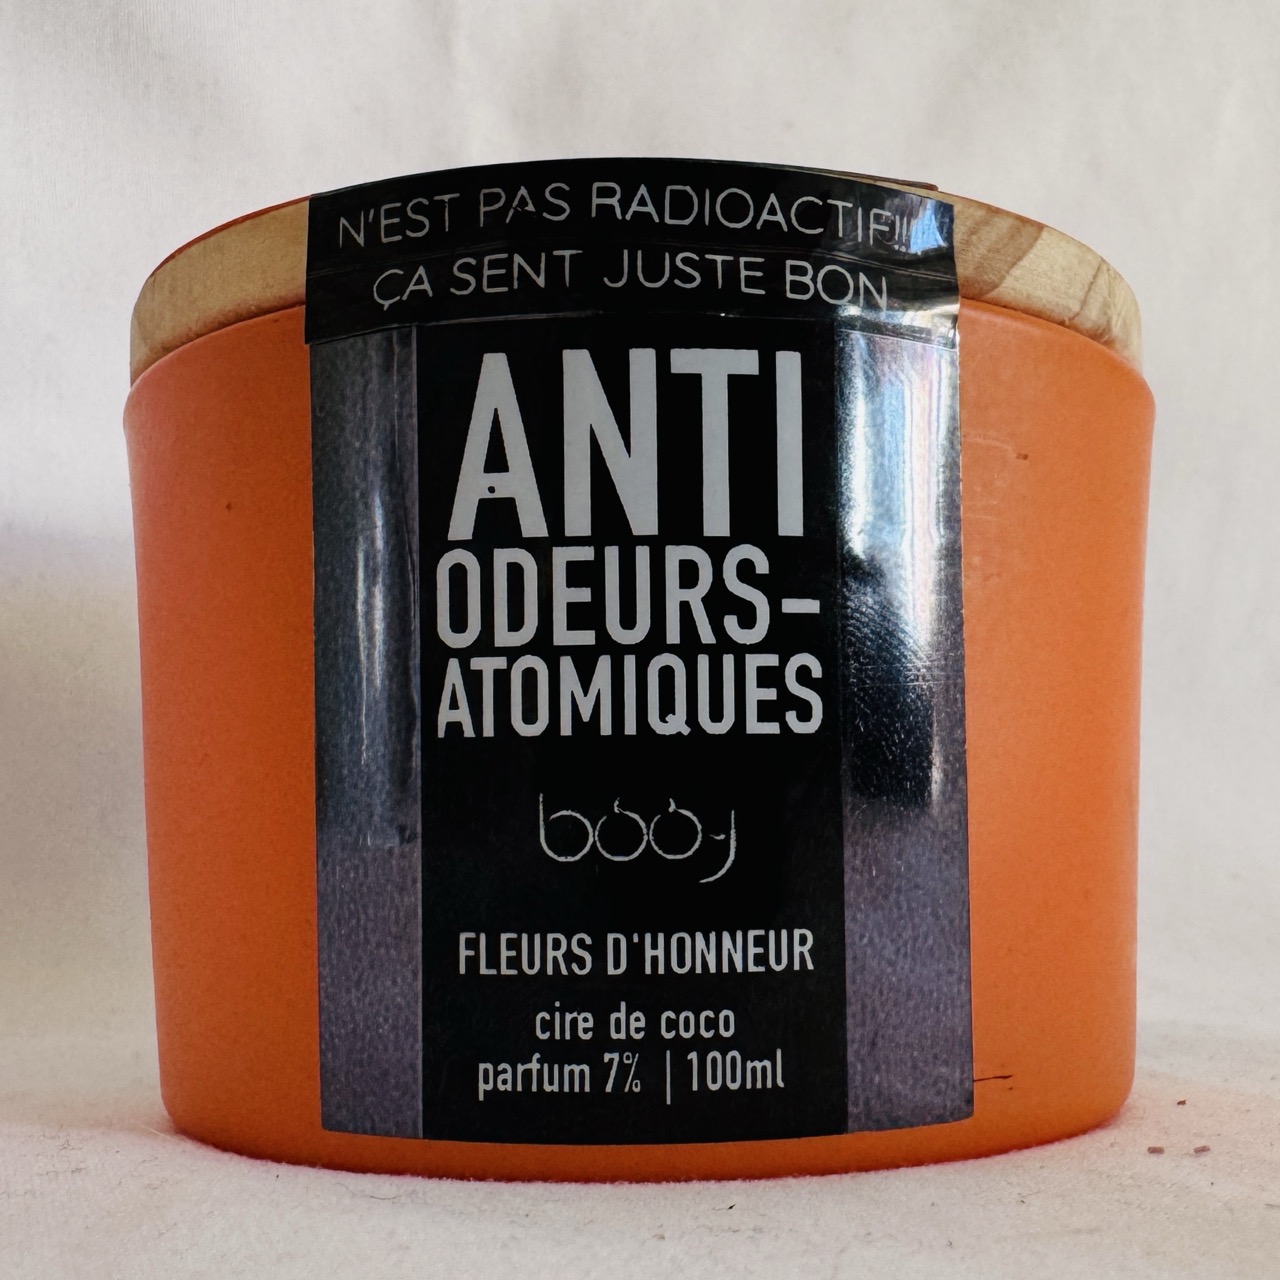 N'EST PAS RADIOACTIF!!!
ÇA SENT JUSTE BON
ANTI
ODEURS-
ATOMIQUES
booj
FLEURS D'HONNEUR
cire de coco
parfum 7% | 100ml